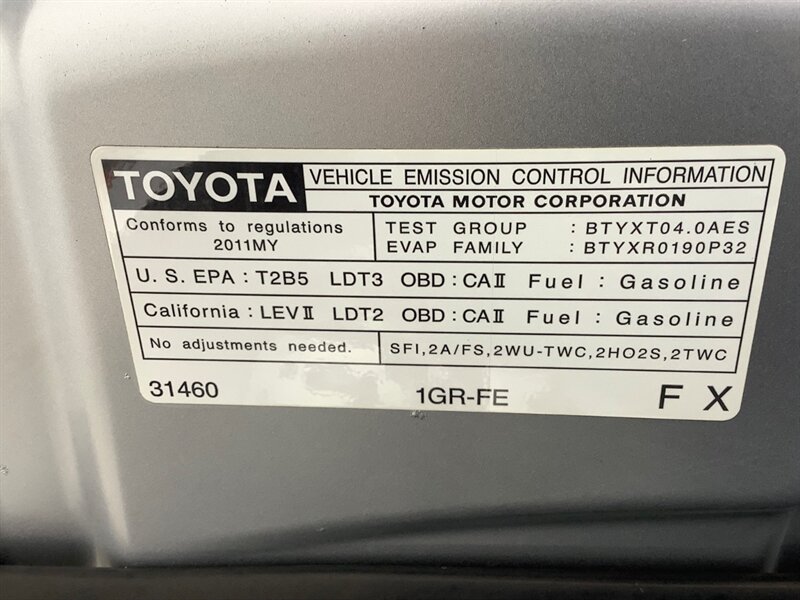 TOYOTA VEHICLE EMISSION CONTROL INFORMATION
TOYOTA MOTOR CORPORATION
Conforms to regulations
2011MY
TEST GROUP : BTYXT04.0AES
EVAP FAMILY : BTYXR0190P32
U. S. EPA : T2B5 LDT3 OBD : CAⅡ Fuel : Gasoline
California : LEVⅡ LDT2 OBD : CAⅡ Fuel : Gasoline
No adjustments needed.
SFI,2A/FS,2WU-TWC,2HO2S,2TWC
31460 1GR-FE F X